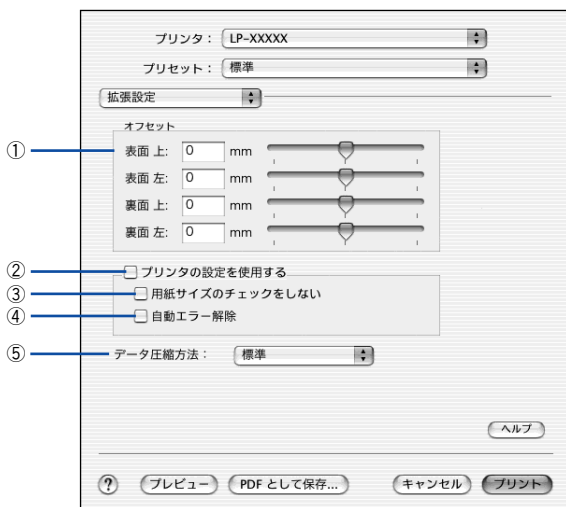 プリンタ： LP-XXXXX
プリセット： 標準
拡張設定
オフセット
① 表面 上: 0 mm
表面 左: 0 mm
裏面 上: 0 mm
裏面 左: 0 mm
② プリンタの設定を使用する
③ 用紙サイズのチェックをしない
④ 自動エラー解除
⑤ データ圧縮方法： 標準
ヘルプ
? プレビュー PDF として保存... キャンセル プリント